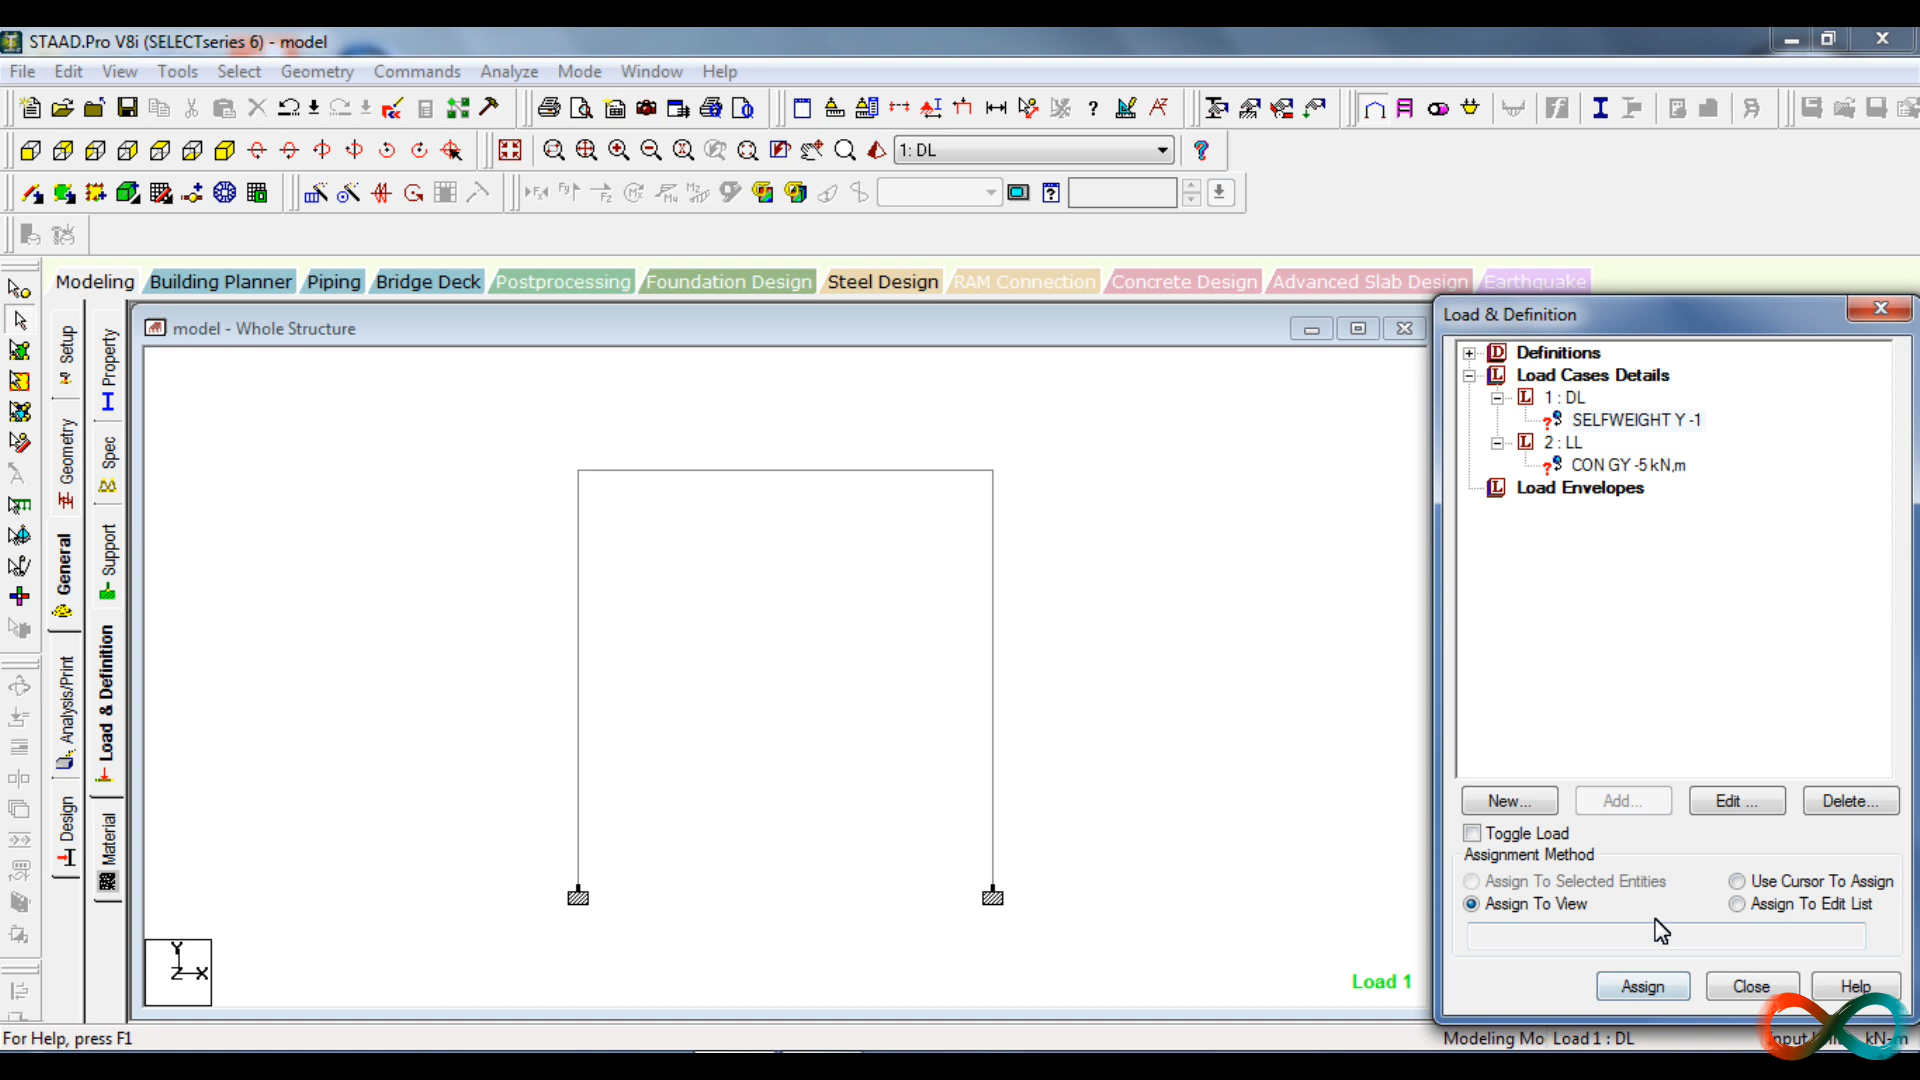 STAAD.Pro V8i (SELECTseries 6) - model
File Edit View Tools Select Geometry Commands Analyze Mode Window Help
1: DL
Modeling Building Planner Piping Bridge Deck Postprocessing Foundation Design Steel Design RAM Connection Concrete Design Advanced Slab Design Earthquake
Setup
Geometry
General
Analysis/Print
Design
Property
Spec
Support
Load & Definition
Material
model - Whole Structure
Y
Z X
Load 1
Load & Definition
Definitions
Load Cases Details
1 : DL
SELFWEIGHT Y -1
2 : LL
CON GY -5 kN,m
Load Envelopes
New... Add... Edit ... Delete...
Toggle Load
Assignment Method
Assign To Selected Entities Use Cursor To Assign
Assign To View Assign To Edit List
Assign Close Help
For Help, press F1
Modeling Mo Load 1 : DL Input kN-m